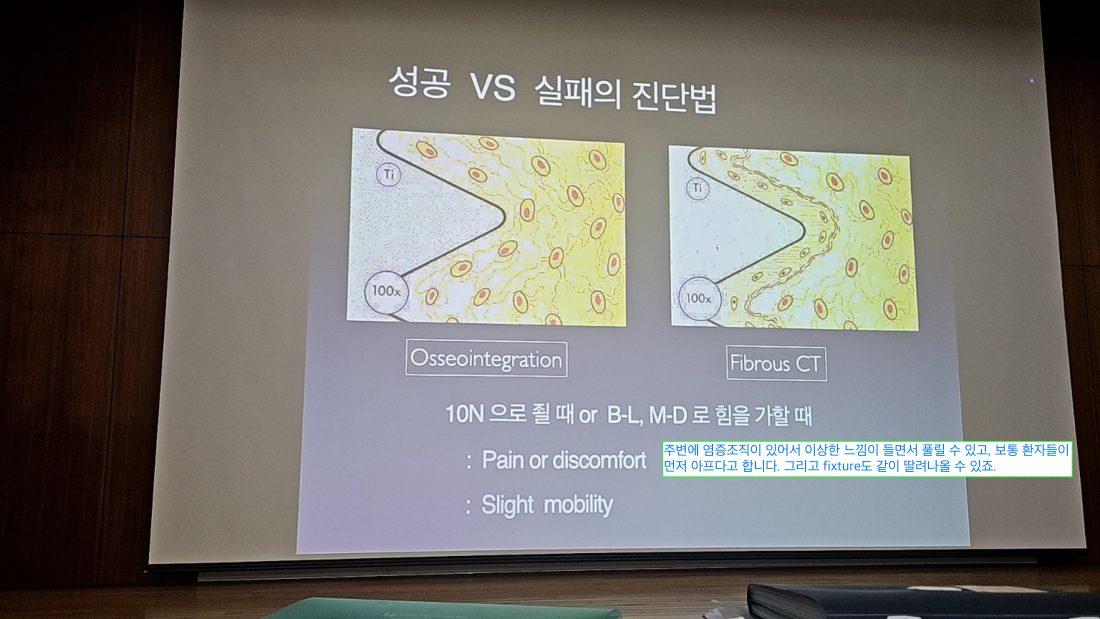 성공 VS 실패의 진단법
Ti
100x
Ti
100x
Osseointegration
Fibrous CT
10N 으로 죌 때 or B-L, M-D 로 힘을 가할 때
: Pain or discomfort
주변에 염증조직이 있어서 이상한 느낌이 들면서 풀릴 수 있고, 보통 환자들이
먼저 아프다고 합니다. 그리고 fixture도 같이 딸려나올 수 있죠.
: Slight mobility